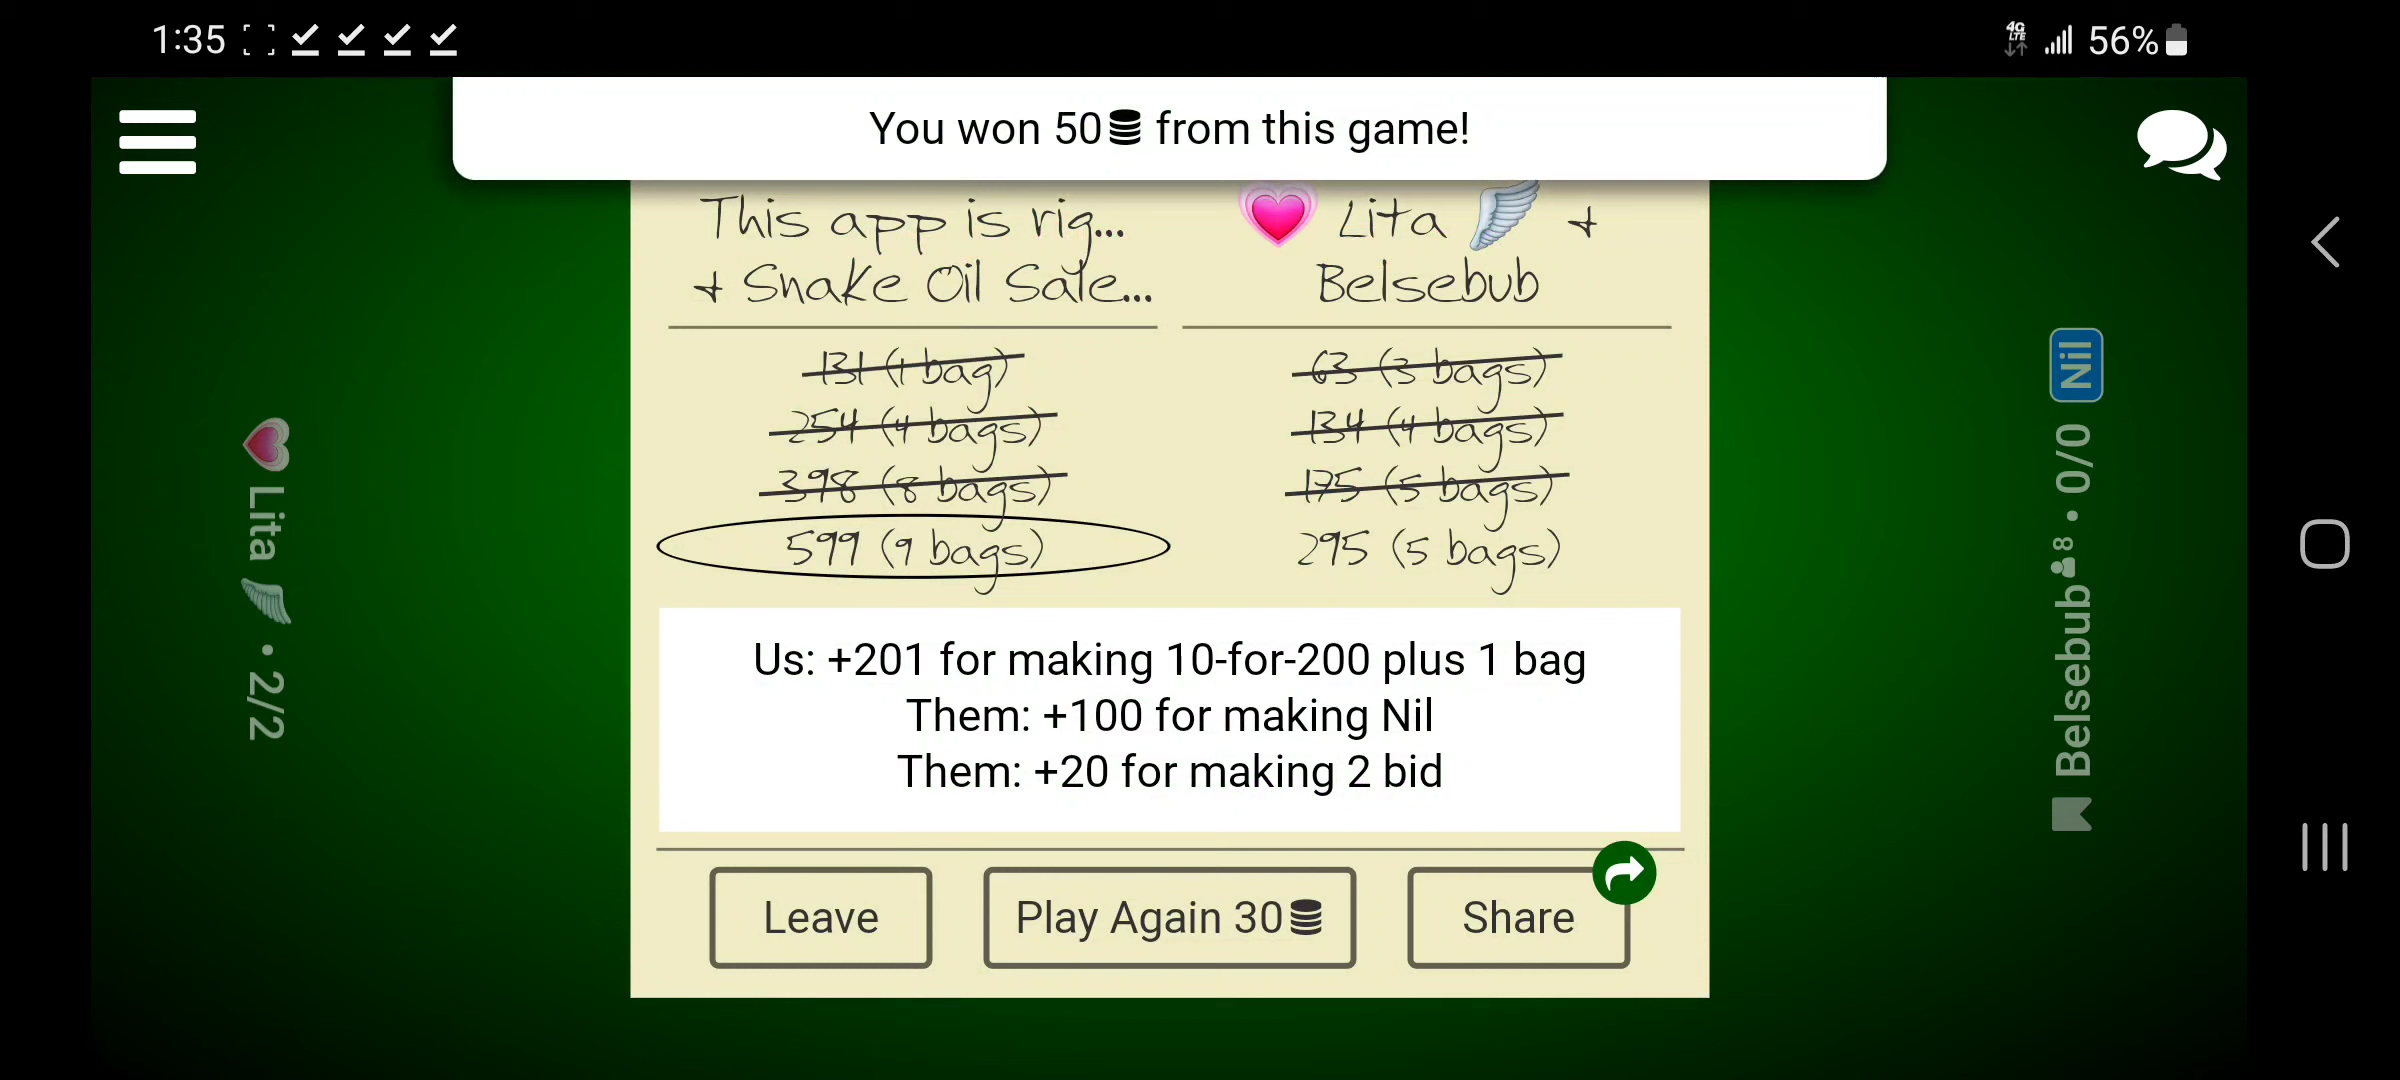 1:35
4G LTE 56%
You won 50 from this game!
This app is rig...
+ Snake Oil Sale...
Lita +
Belsebub
131 (1 bag)
63 (3 bags)
254 (4 bags)
134 (4 bags)
398 (8 bags)
175 (5 bags)
599 (9 bags)
295 (5 bags)
Us: +201 for making 10-for-200 plus 1 bag
Them: +100 for making Nil
Them: +20 for making 2 bid
Leave
Play Again 30
Share
Lita • 2/2
Belsebub 8 • 0/0 Nil